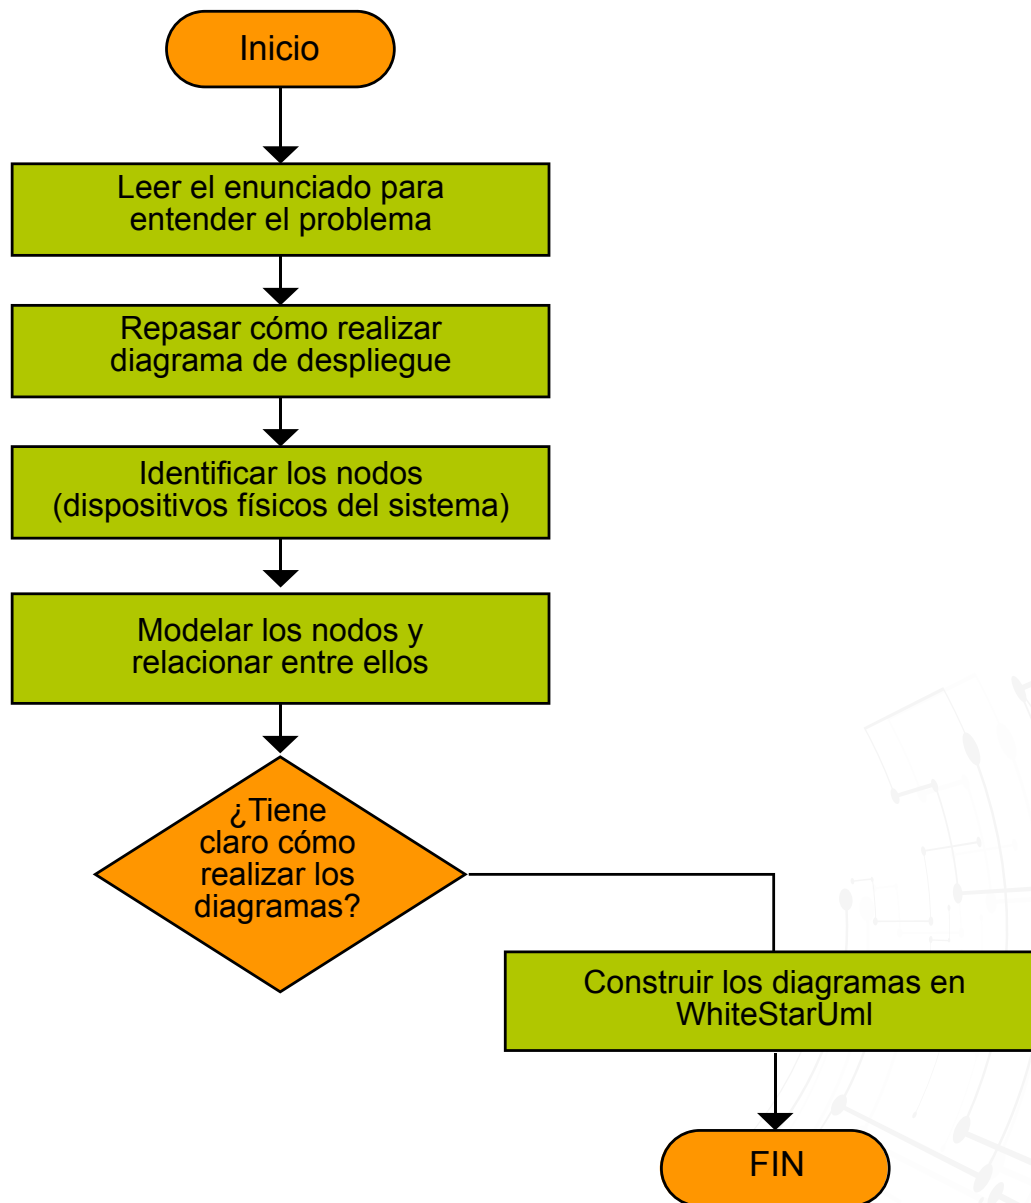 Inicio
Leer el enunciado para
entender el problema
Repasar cómo realizar
diagrama de despliegue
Identificar los nodos
(dispositivos físicos del sistema)
Modelar los nodos y
relacionar entre ellos
¿Tiene
claro cómo
realizar los
diagramas?
Construir los diagramas en
WhiteStarUml
FIN